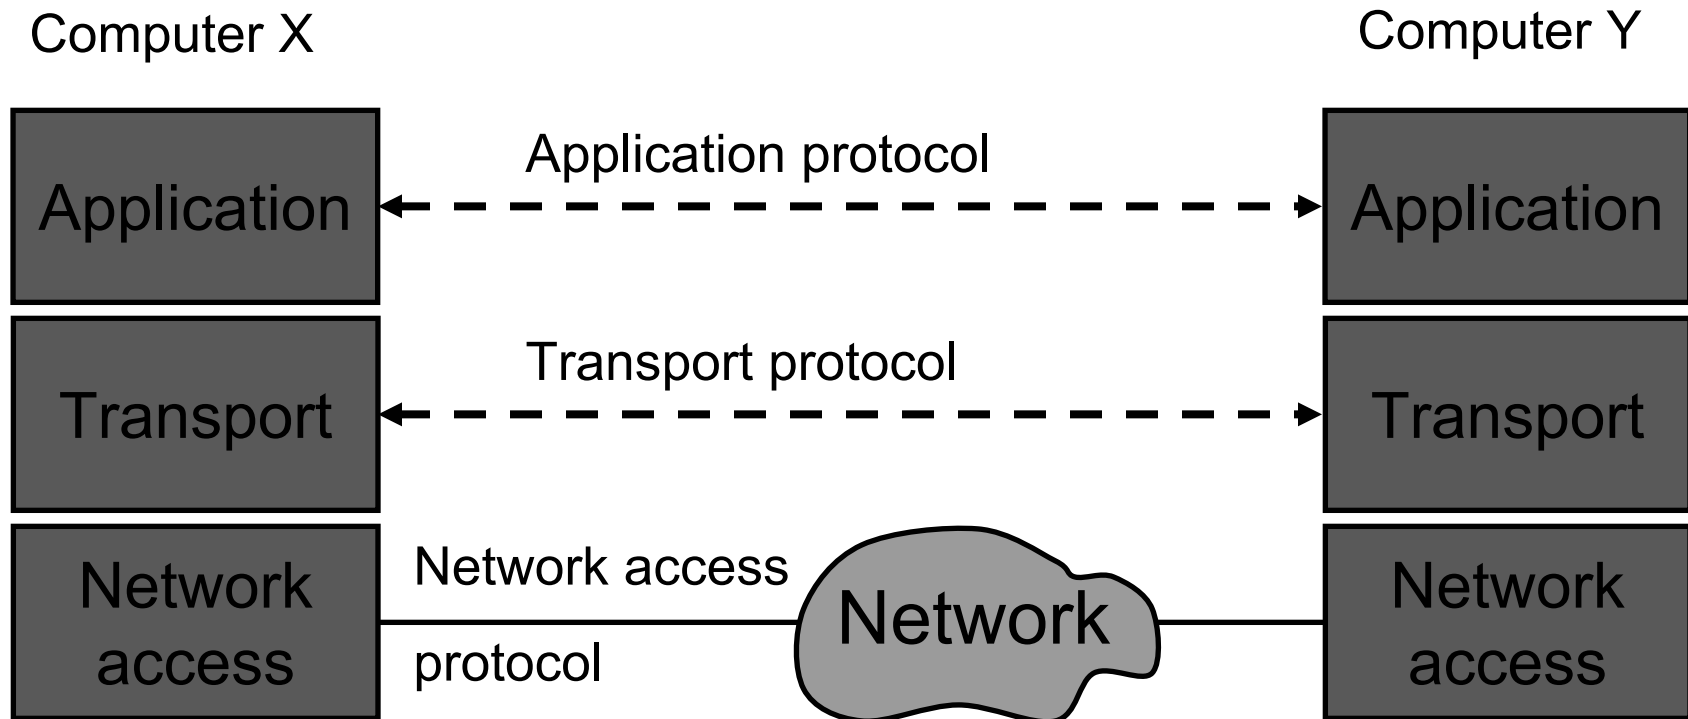 Computer X
Computer Y
Application
Application protocol
Application
Transport
Transport protocol
Transport
Network
access
Network access
protocol
Network
Network
access